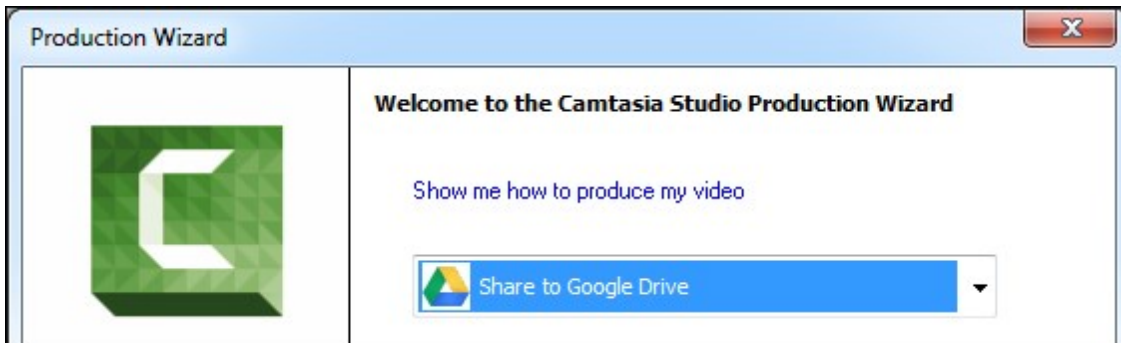 Production Wizard
Welcome to the Camtasia Studio Production Wizard
Show me how to produce my video
Share to Google Drive